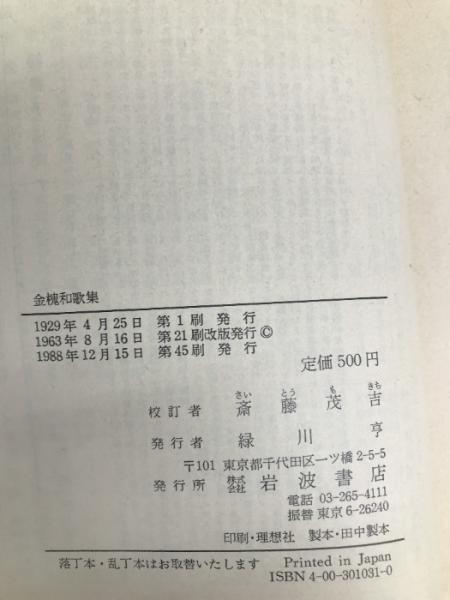 金槐和歌集
1929年4月25日 第1刷発行
1963年8月16日 第21刷改版発行©
1988年12月15日 第45刷発行
定価500円
さい とう も きち
校訂者 斎藤茂吉
発行者 緑川亨
〒101 東京都千代田区一ツ橋2-5-5
発行所 株式会社 岩波書店
電話 03-265-4111
振替 東京6-26240
印刷・理想社 製本・田中製本
落丁本・乱丁本はお取替いたします Printed in Japan
ISBN4-00-301031-0